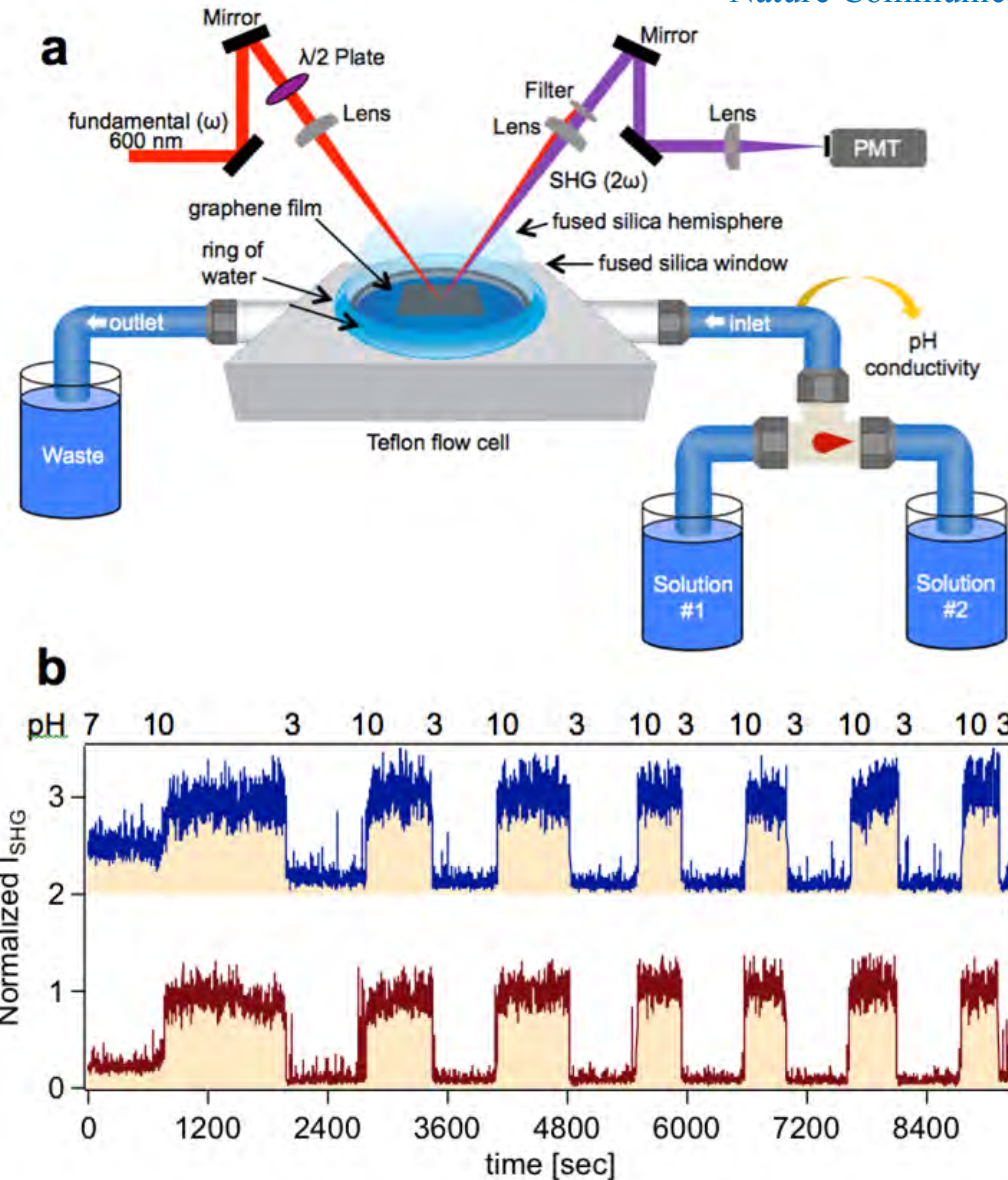 Nature Communic
a
Mirror
λ/2 Plate
Lens
fundamental (ω)
600 nm
Mirror
Filter
Lens
Lens
PMT
SHG (2ω)
graphene film
fused silica hemisphere
ring of
water
fused silica window
outlet
inlet
pH
conductivity
Teflon flow cell
Waste
Solution
#1
Solution
#2
b
pH 7 10 3 10 3 10 3 10 3 10 3 10 3 10 3
Normalized ISHG
3
2
1
0
0 1200 2400 3600 4800 6000 7200 8400
time [sec]